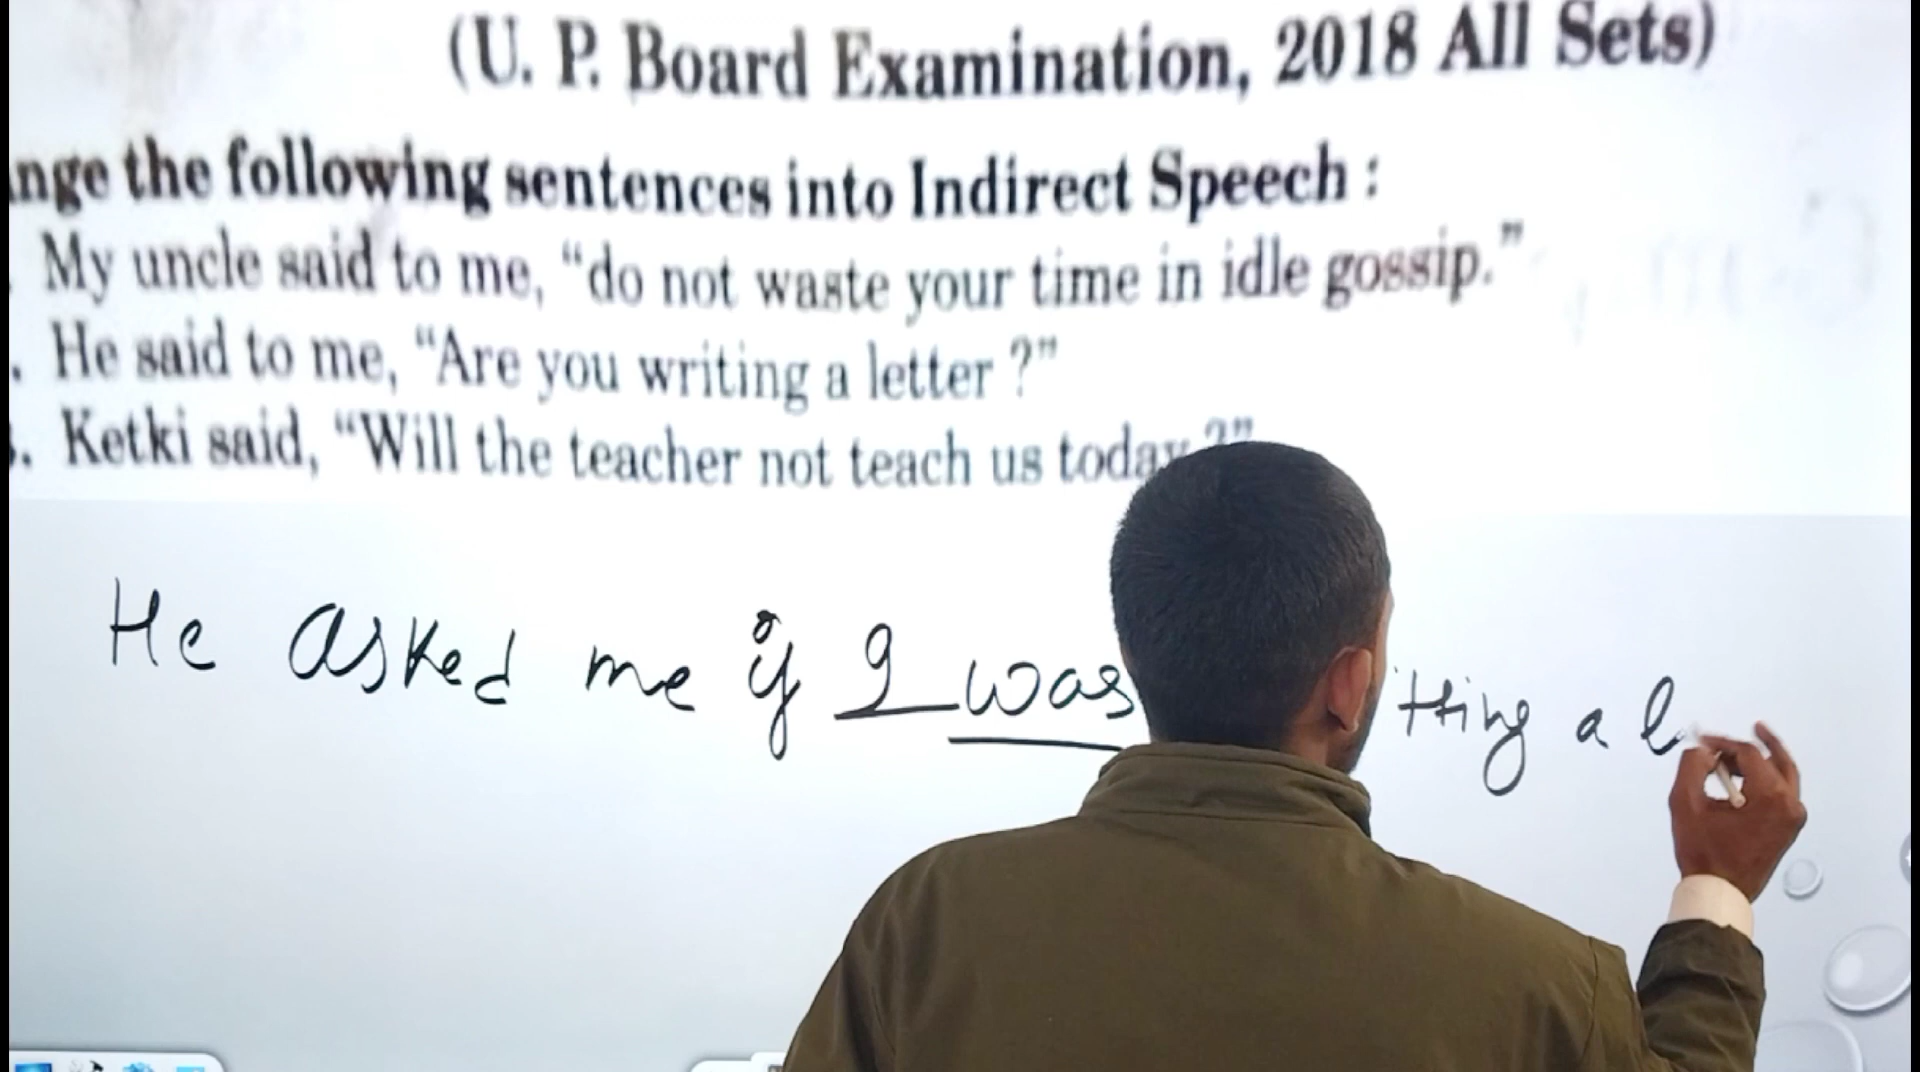 (U. P. Board Examination, 2018 All Sets)
nge the following sentences into Indirect Speech :
My uncle said to me, “do not waste your time in idle gossip.”
. He said to me, “Are you writing a letter ?”
. Ketki said, “Will the teacher not teach us today ?”
He asked me if I was tting a l